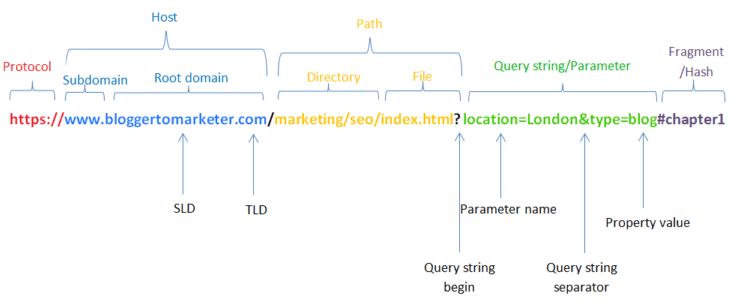 Host
Path
Protocol
Subdomain
Root domain
Directory
File
Query string/Parameter
Fragment
/Hash
https://www.bloggertomarketer.com/marketing/seo/index.html?location=London&type=blog#chapter1
SLD
TLD
Parameter name
Property value
Query string
begin
Query string
separator